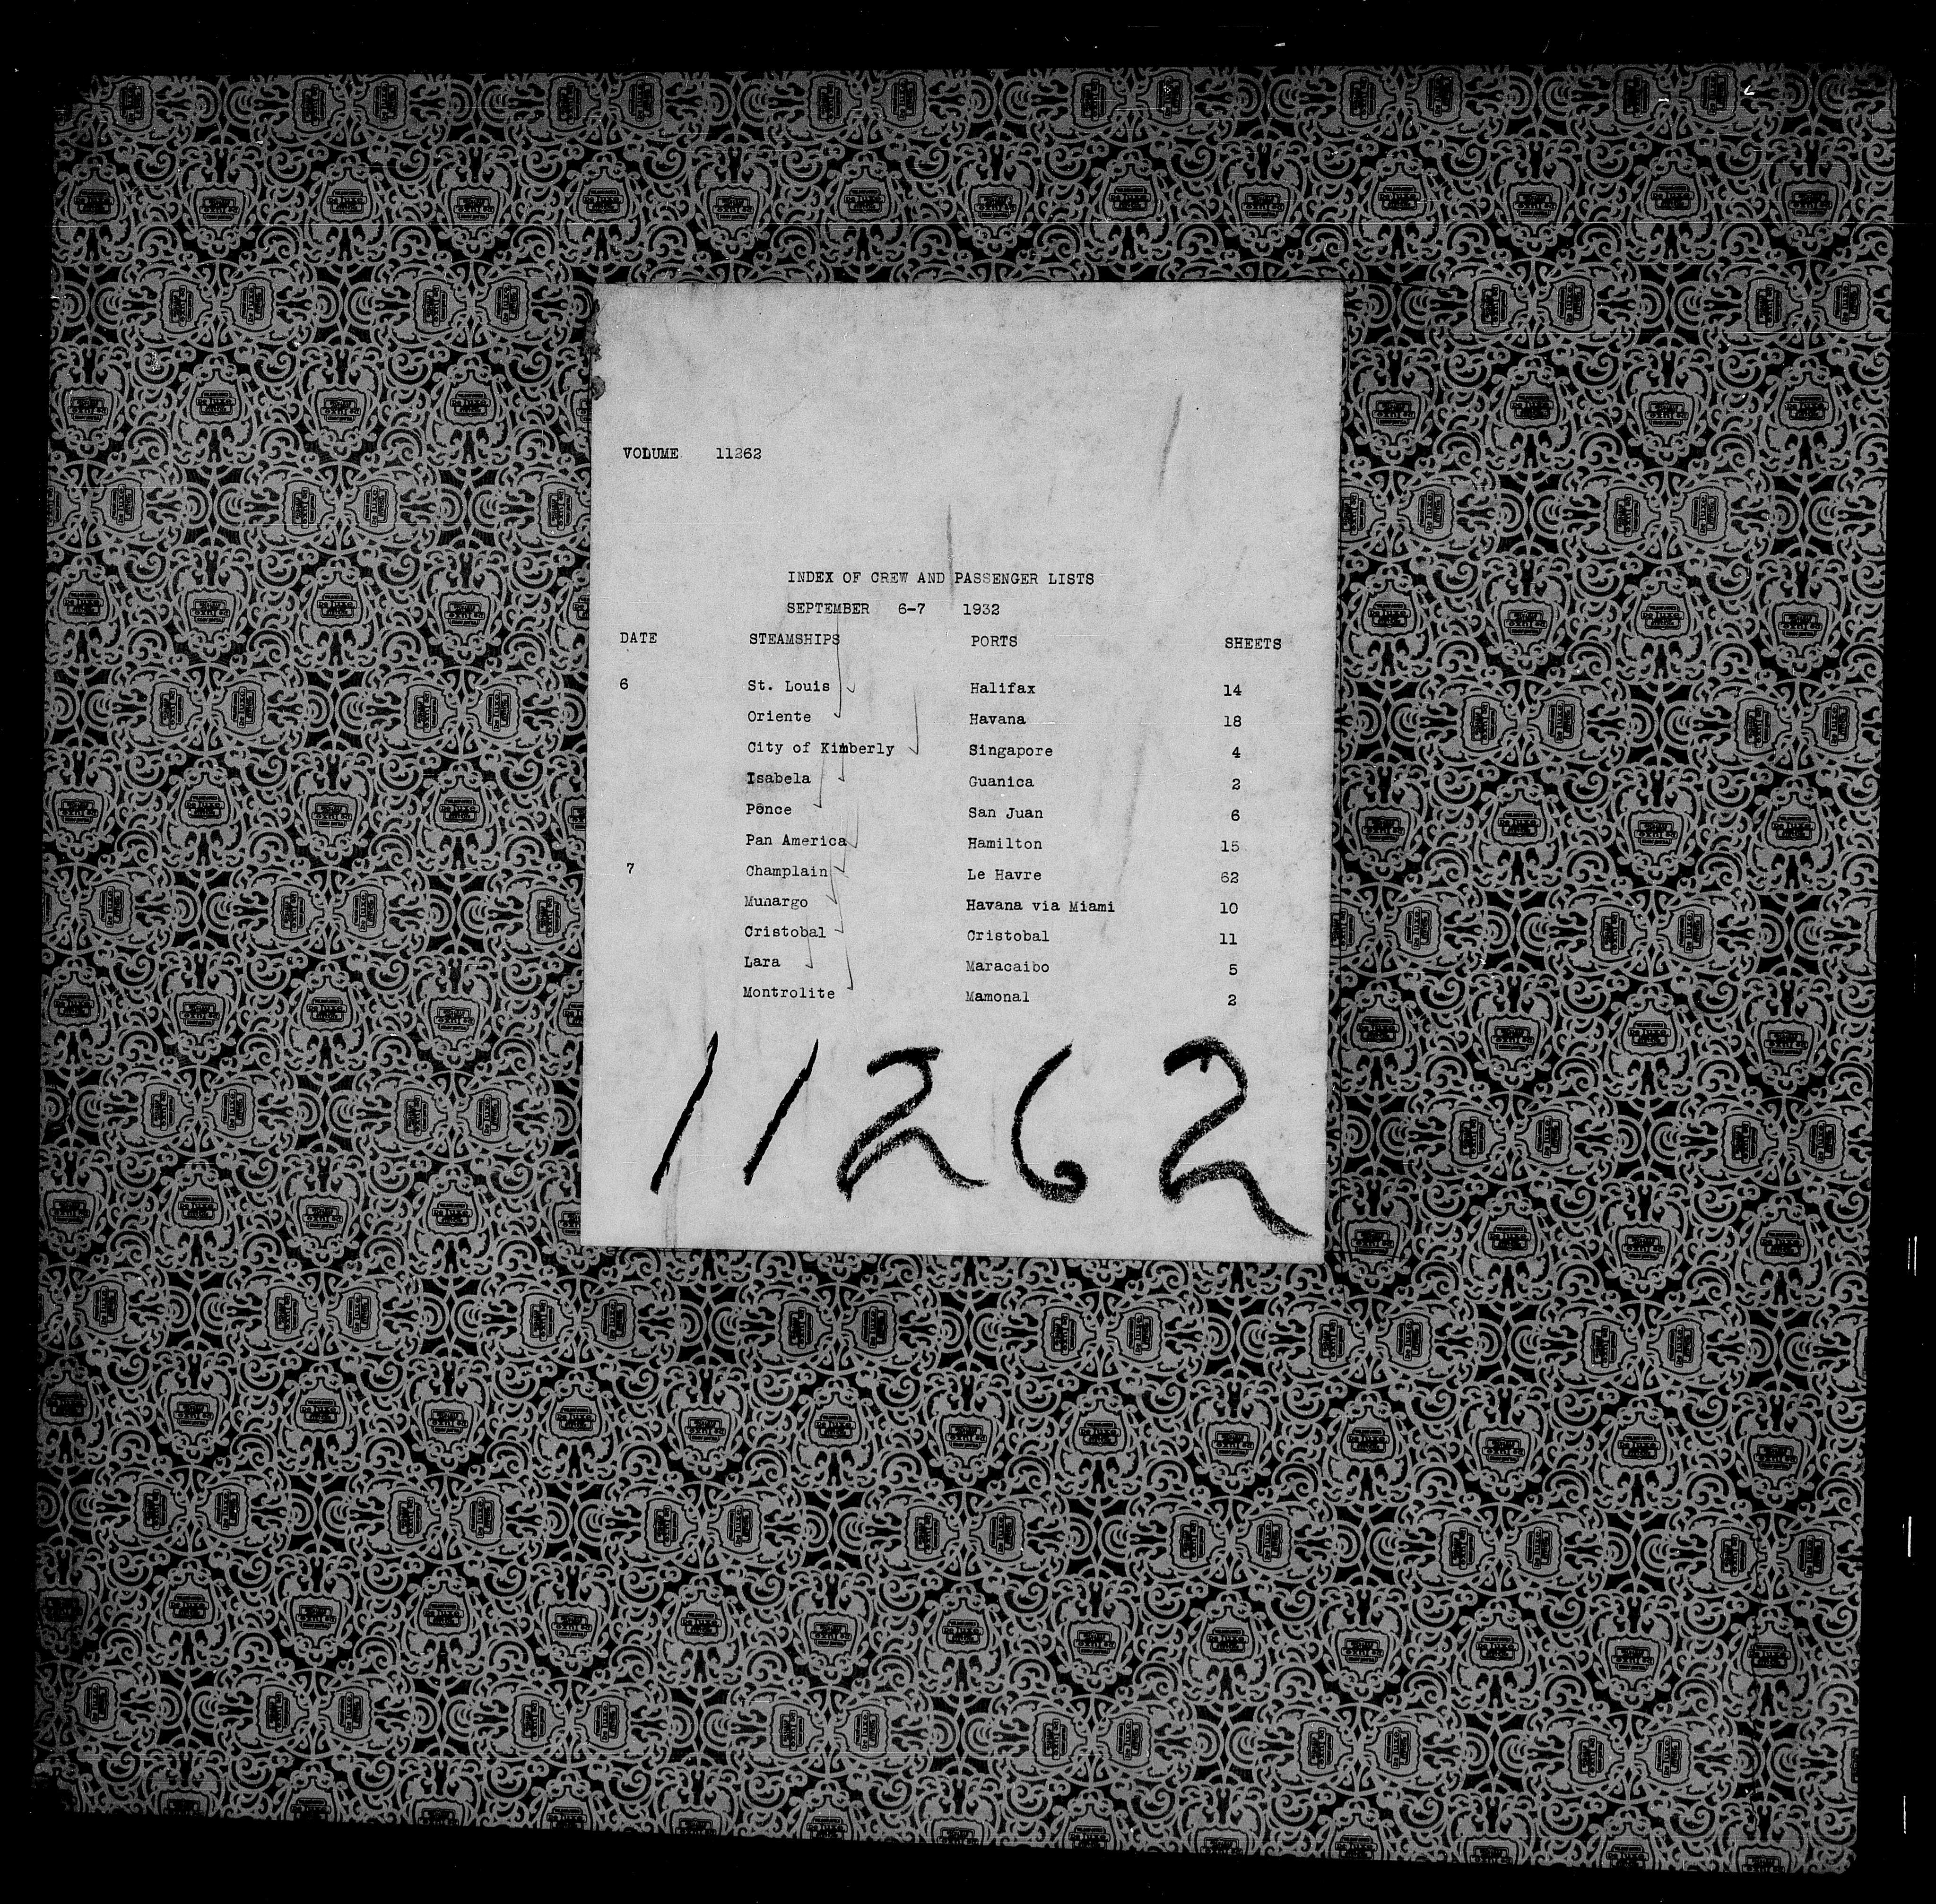 VOLUME 11262
INDEX OF CREW AND PASSENGER LISTS
SEPTEMBER 6-7 1932
DATE STEAMSHIPS PORTS SHEETS
6 St. Louis Halifax 14
Oriente Havana 18
City of Kimberly Singapore 4
Isabela Guanica 2
Ponce San Juan 6
Pan America Hamilton 15
7 Champlain Le Havre 62
Munargo Havana via Miami 10
Cristobal Cristobal 11
Lara Maracaibo 5
Montrolite Mamonal 2
11262